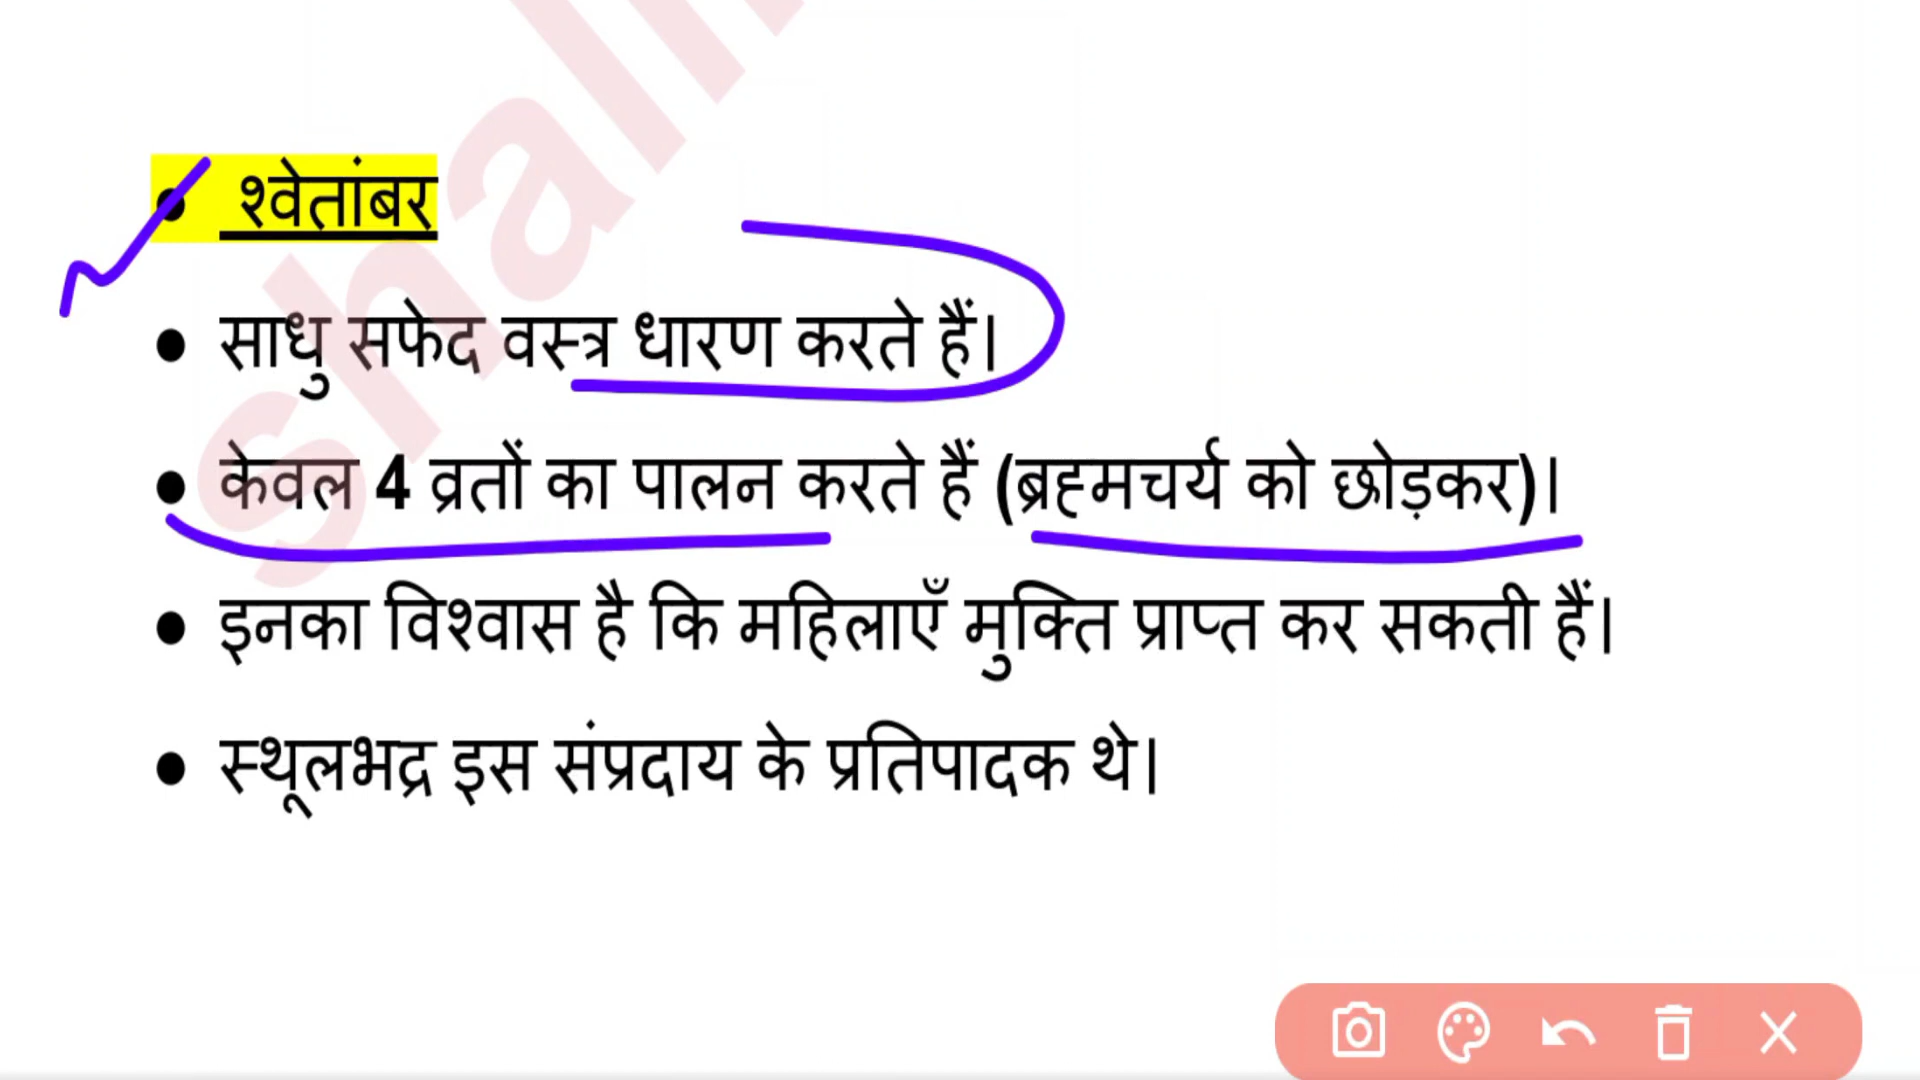 ● श्वेतांबर
● साधु सफेद वस्त्र धारण करते हैं।
● केवल 4 व्रतों का पालन करते हैं (ब्रह्मचर्य को छोड़कर)।
● इनका विश्वास है कि महिलाएँ मुक्ति प्राप्त कर सकती हैं।
● स्थूलभद्र इस संप्रदाय के प्रतिपादक थे।